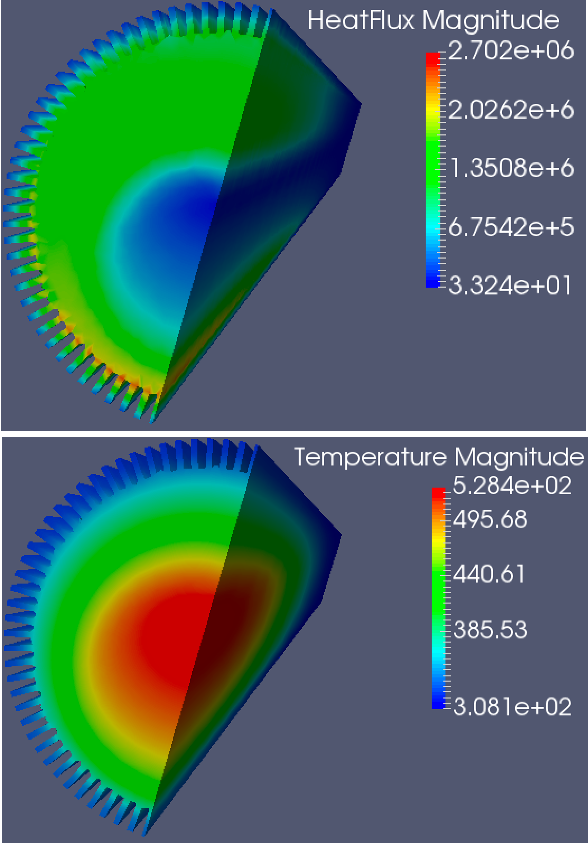 HeatFlux Magnitude
2.702e+06
2.0262e+6
1.3508e+6
6.7542e+5
3.324e+01
Temperature Magnitude
5.284e+02
495.68
440.61
385.53
3.081e+02